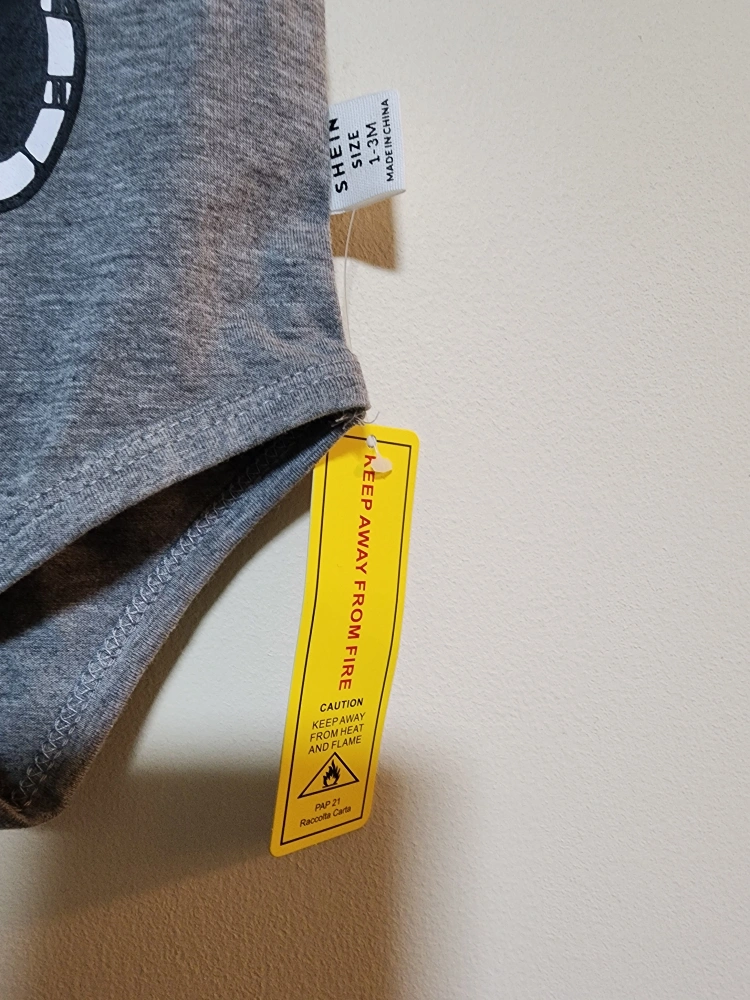 SHEIN
SIZE
1-3M
MADE IN CHINA
KEEP AWAY FROM FIRE
CAUTION
KEEP AWAY
FROM HEAT
AND FLAME
PAP 21
Raccolta Carta